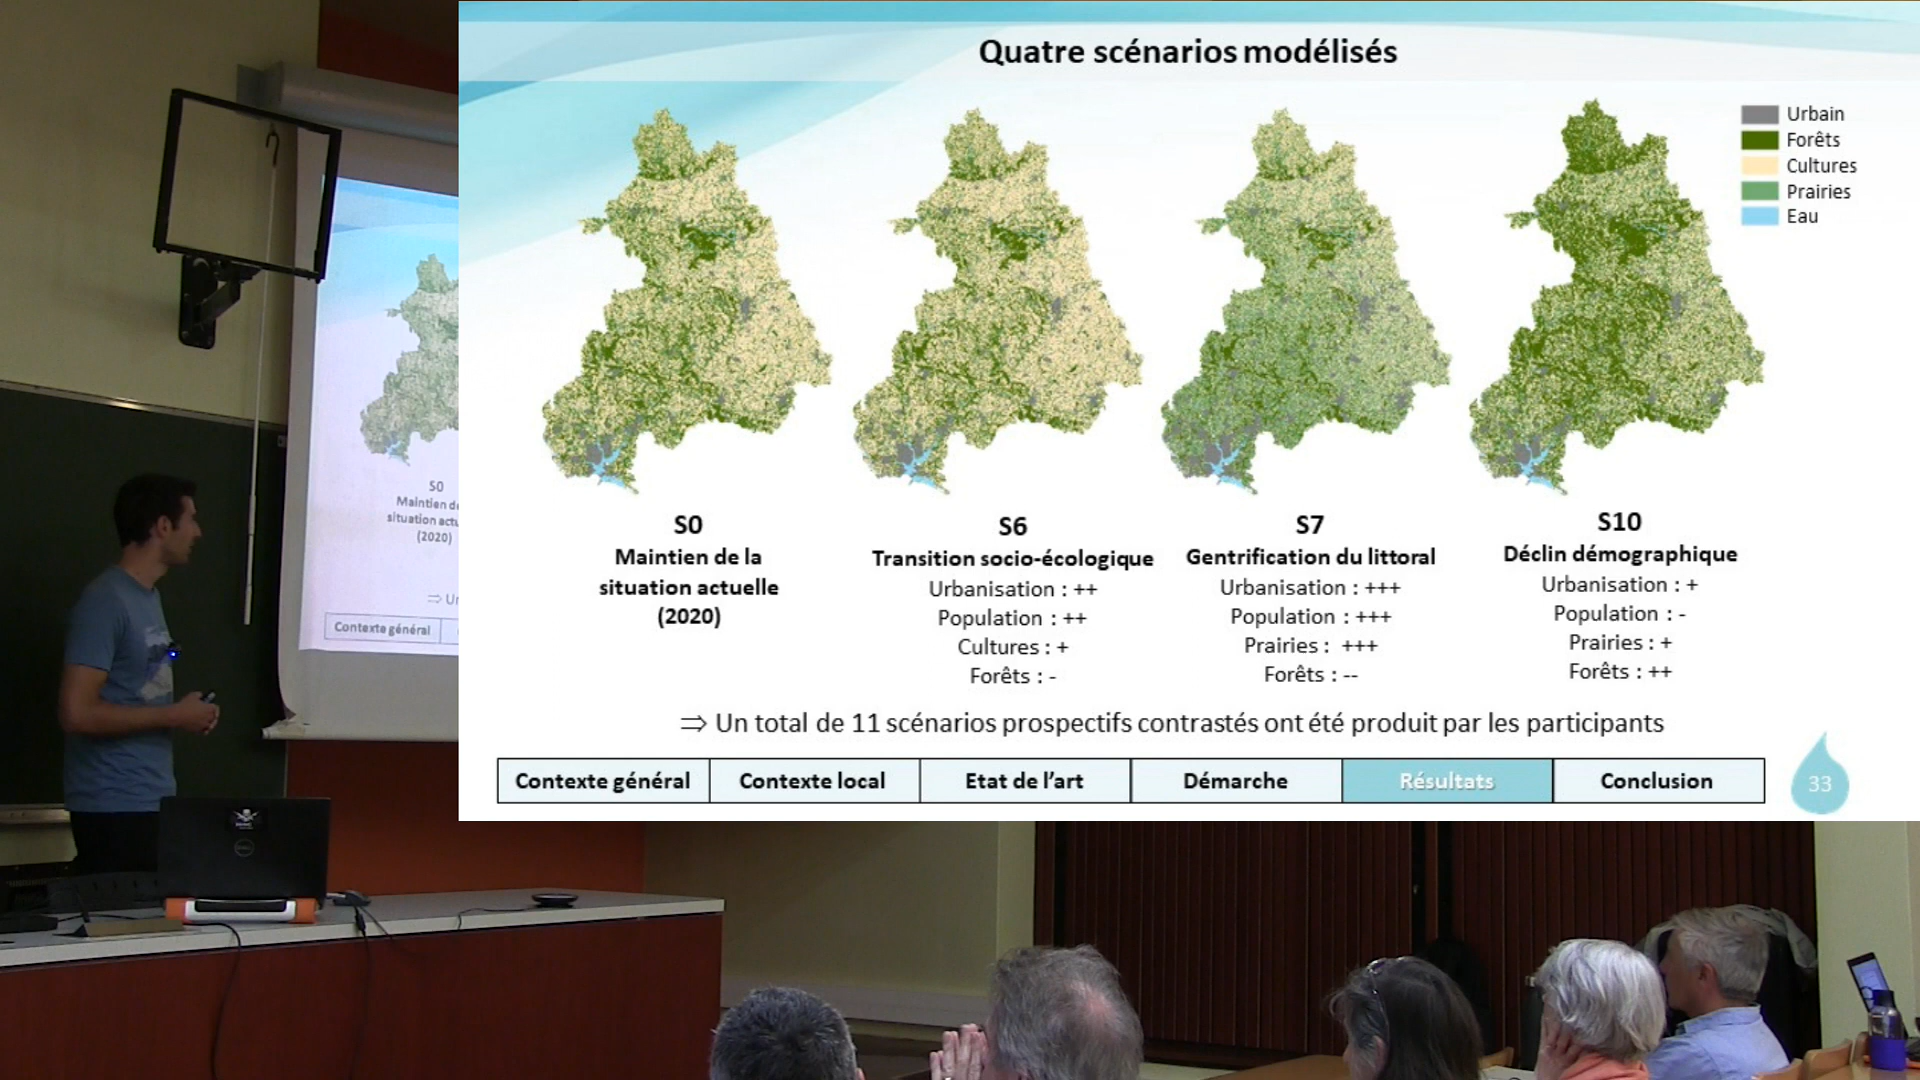 Quatre scénarios modélisés
Urbain
Forêts
Cultures
Prairies
Eau
S0
Maintien de la
situation actuelle
(2020)
S6
Transition socio-écologique
Urbanisation : ++
Population : ++
Cultures : +
Forêts : -
S7
Gentrification du littoral
Urbanisation : +++
Population : +++
Prairies : +++
Forêts : --
S10
Déclin démographique
Urbanisation : +
Population : -
Prairies : +
Forêts : ++
⇒ Un total de 11 scénarios prospectifs contrastés ont été produit par les participants
Contexte général
Contexte local
Etat de l’art
Démarche
Résultats
Conclusion
33
S0
Maintien de
situation actu
(2020)
⇒ Un
Contexte général
DELL